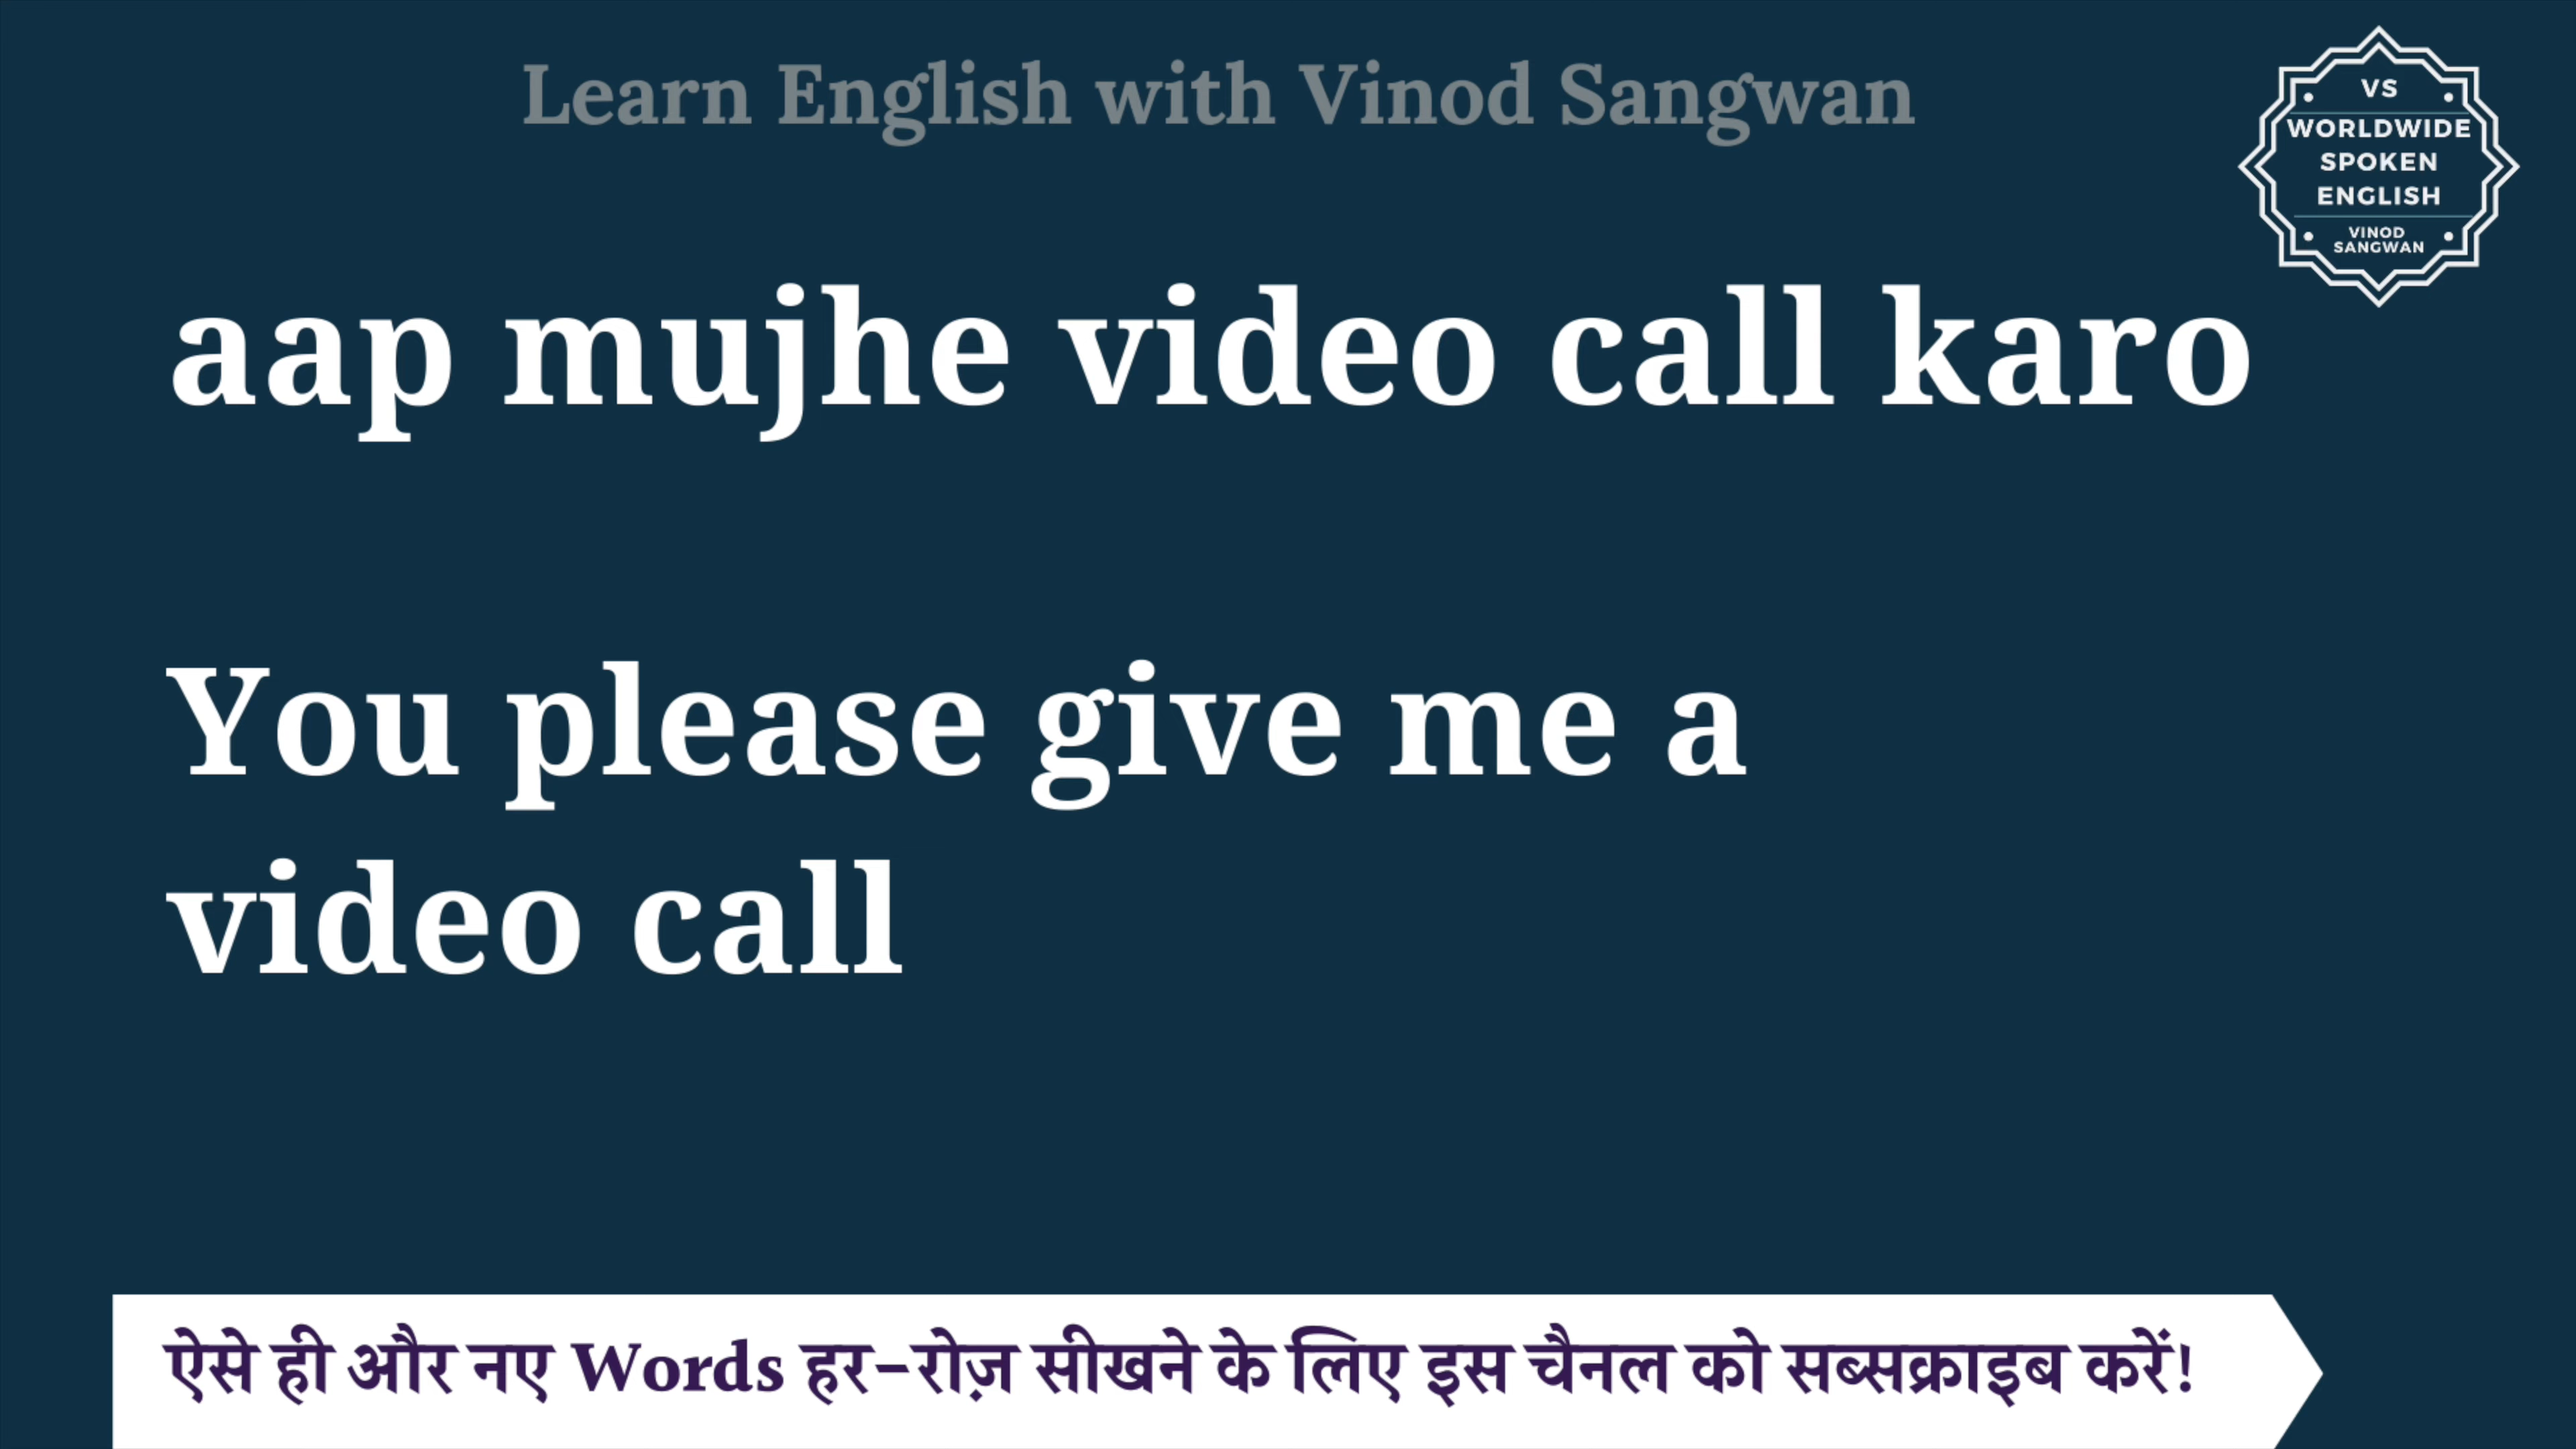 Learn English with Vinod Sangwan
VS
WORLDWIDE
SPOKEN
ENGLISH
VINOD
SANGWAN
aap mujhe video call karo
You please give me a
video call
ऐसे ही और नए Words हर-रोज़ सीखने के लिए इस चैनल को सब्सक्राइब करें!